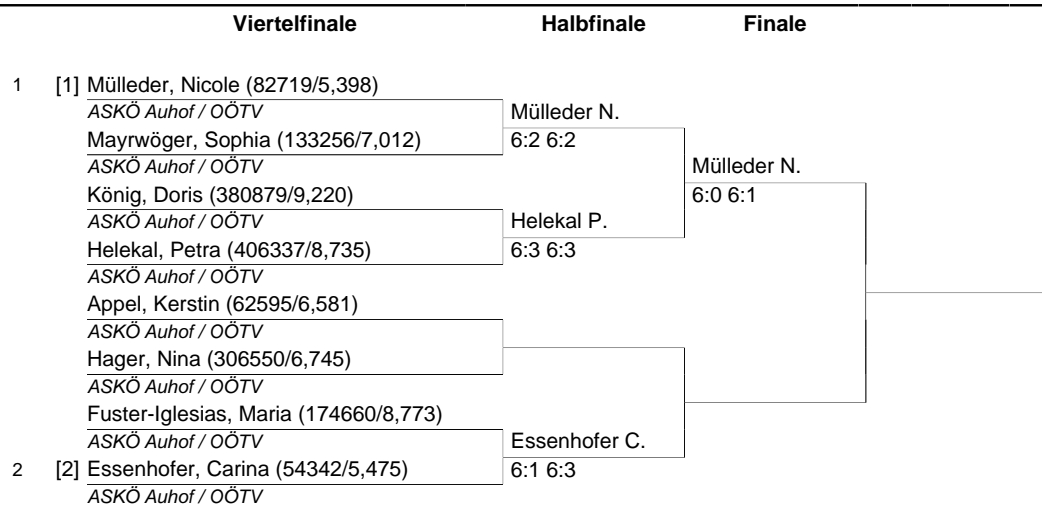 Viertelfinale Halbfinale Finale
1 [1] Mülleder, Nicole (82719/5,398)
ASKÖ Auhof / OÖTV Mülleder N.
Mayrwöger, Sophia (133256/7,012) 6:2 6:2
ASKÖ Auhof / OÖTV Mülleder N.
König, Doris (380879/9,220) 6:0 6:1
ASKÖ Auhof / OÖTV Helekal P.
Helekal, Petra (406337/8,735) 6:3 6:3
ASKÖ Auhof / OÖTV
Appel, Kerstin (62595/6,581)
ASKÖ Auhof / OÖTV
Hager, Nina (306550/6,745)
ASKÖ Auhof / OÖTV
Fuster-Iglesias, Maria (174660/8,773)
ASKÖ Auhof / OÖTV Essenhofer C.
2 [2] Essenhofer, Carina (54342/5,475) 6:1 6:3
ASKÖ Auhof / OÖTV